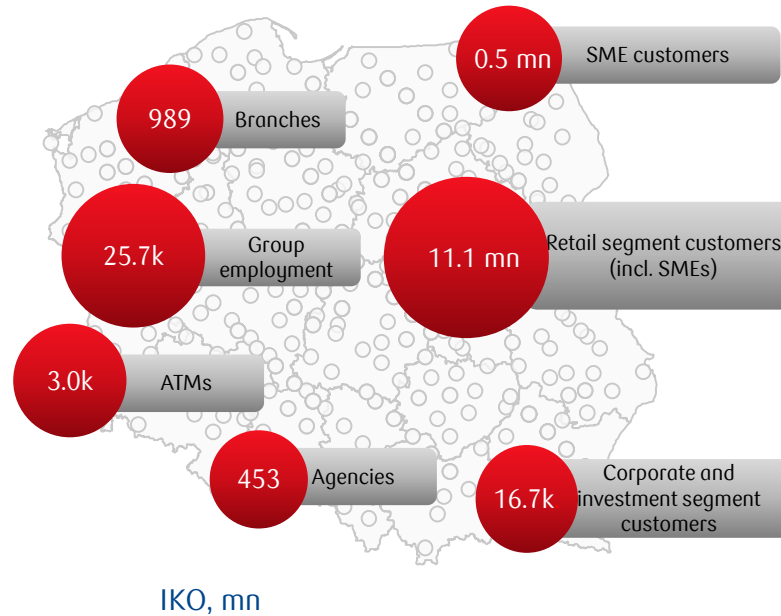 0.5 mn
SME customers
989
Branches
25.7k
Group
employment
11.1 mn
Retail segment customers
(incl. SMEs)
3.0k
ATMs
453
Agencies
16.7k
Corporate and
investment segment
customers
IKO, mn